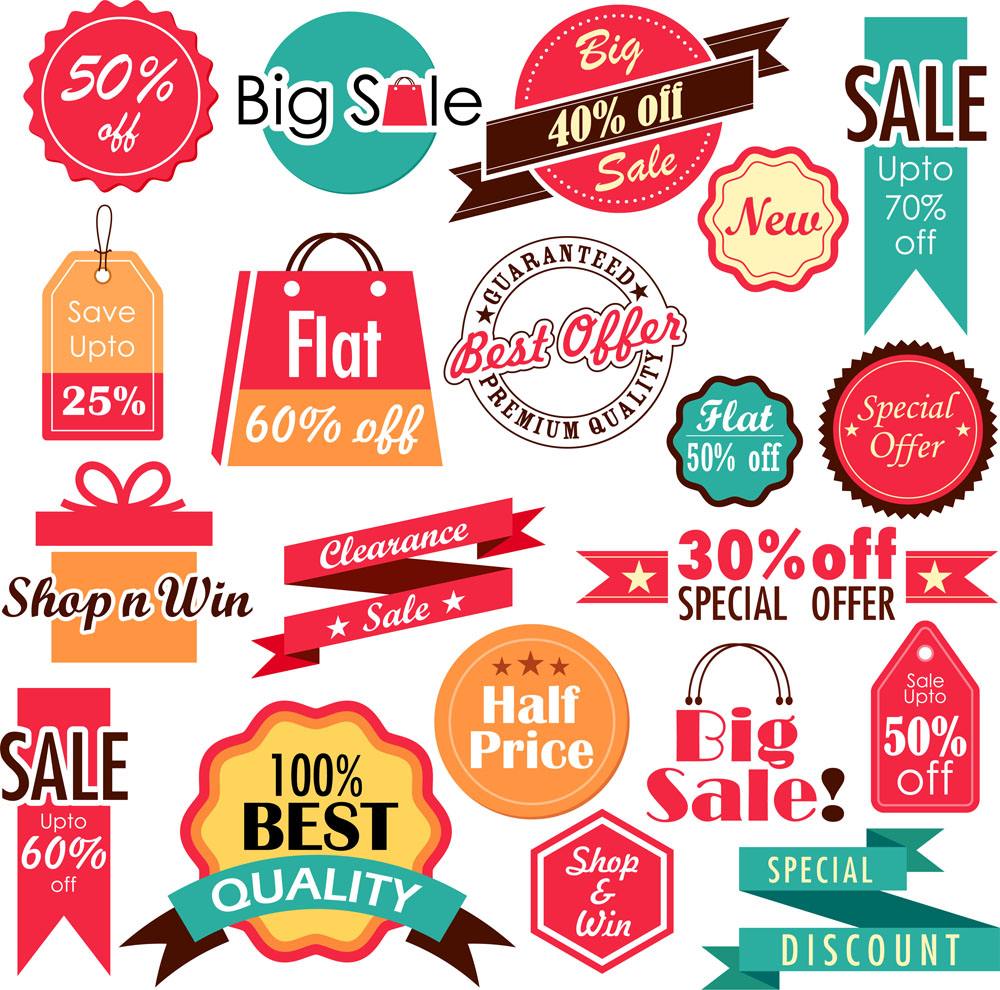 50%
off
Big Sale
Big
40% off
Sale
SALE
Upto
70%
off
New
Save
Upto
25%
Flat
60% off
GUARANTEED
Best Offer
PREMIUM QUALITY
Flat
50% off
Special
Offer
Shop n Win
Clearance
Sale
30% off
SPECIAL OFFER
Half
Price
Big
Sale!
Sale
Upto
50%
off
SALE
Upto
60%
off
100%
BEST
QUALITY
Shop
&
Win
SPECIAL
DISCOUNT